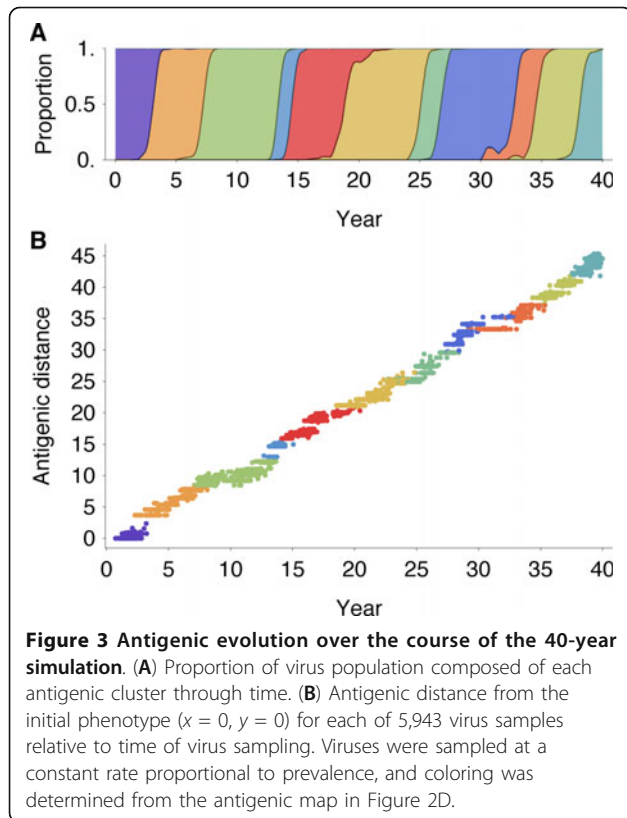 A
1.
0.5
0.
Proportion
0 5 10 15 20 25 30 35 40
Year
B
45
40
35
30
25
20
15
10
5
0
Antigenic distance
0 5 10 15 20 25 30 35 40
Year
Figure 3 Antigenic evolution over the course of the 40-year
simulation. (A) Proportion of virus population composed of each
antigenic cluster through time. (B) Antigenic distance from the
initial phenotype (x = 0, y = 0) for each of 5,943 virus samples
relative to time of virus sampling. Viruses were sampled at a
constant rate proportional to prevalence, and coloring was
determined from the antigenic map in Figure 2D.